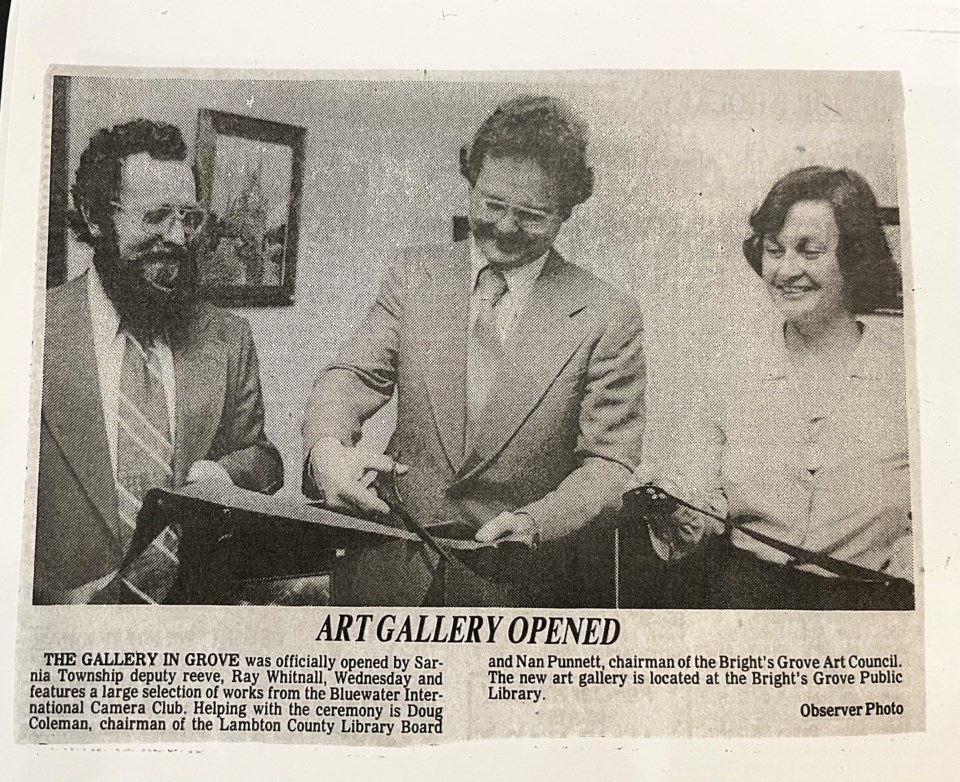 ART GALLERY OPENED
THE GALLERY IN GROVE was officially opened by Sar-
nia Township deputy reeve, Ray Whitnall, Wednesday and
features a large selection of works from the Bluewater Inter-
national Camera Club. Helping with the ceremony is Doug
Coleman, chairman of the Lambton County Library Board
and Nan Punnett, chairman of the Bright's Grove Art Council.
The new art gallery is located at the Bright's Grove Public
Library.
Observer Photo